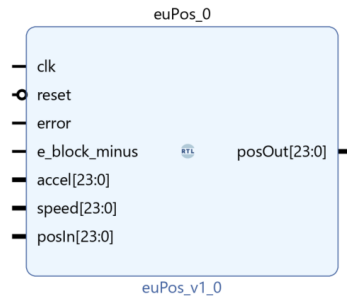 euPos_0
clk
reset
error
e_block_minus
RTL
posOut[23:0]
accel[23:0]
speed[23:0]
posIn[23:0]
euPos_v1_0